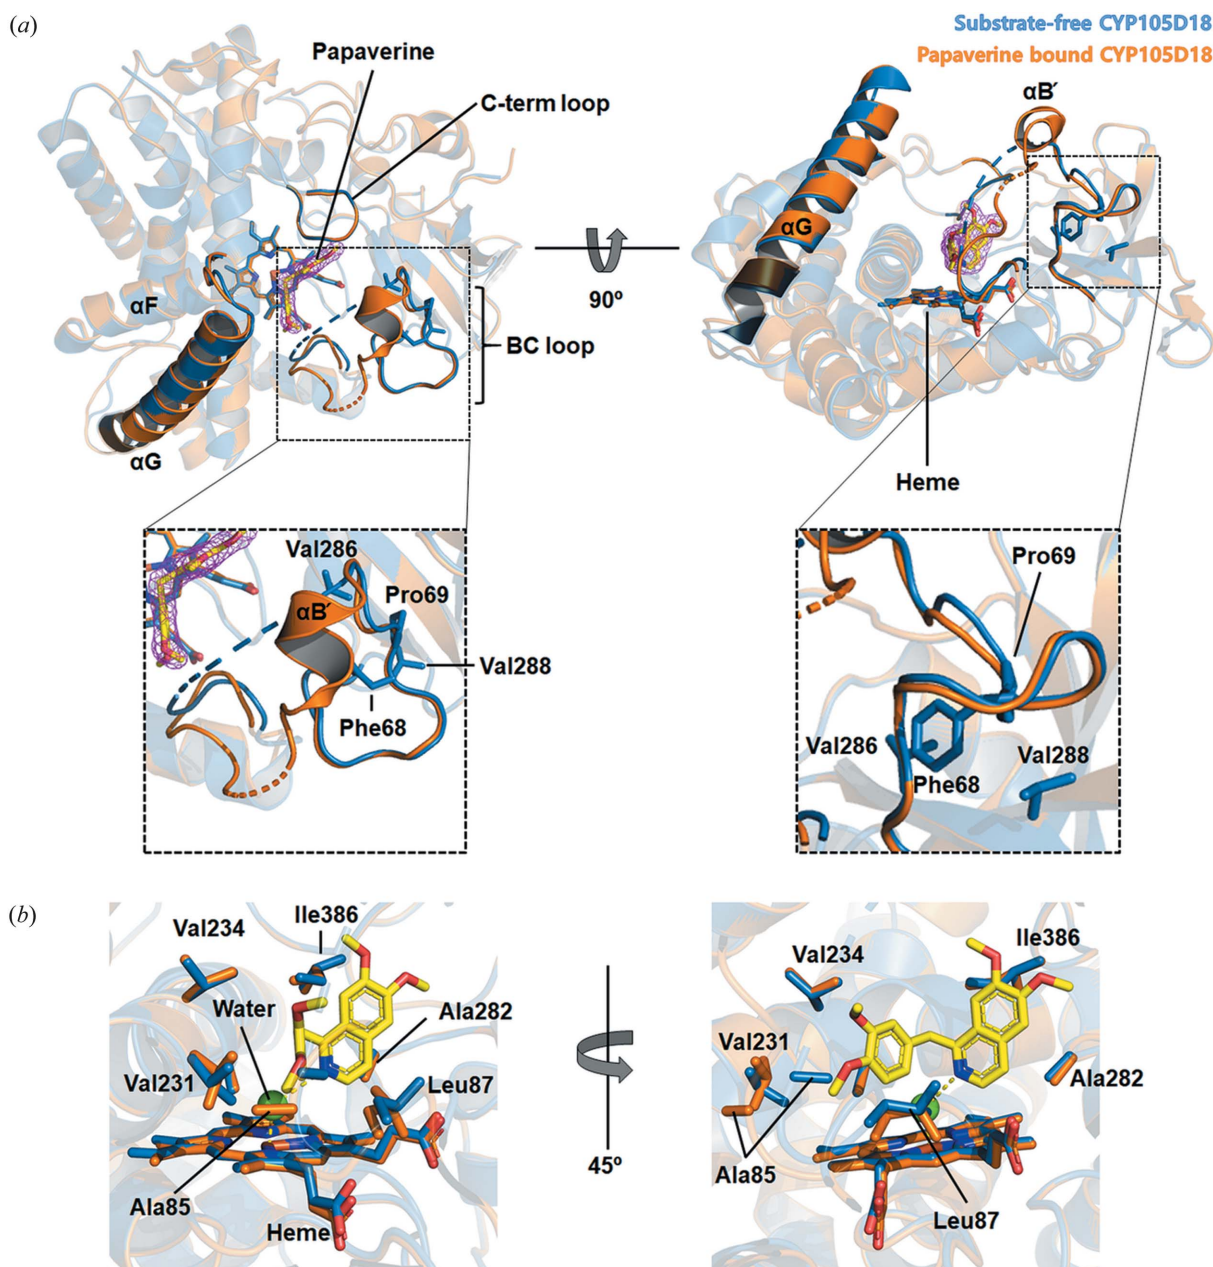 (a)
Substrate-free CYP105D18
Papaverine bound CYP105D18
Papaverine
C-term loop
αF
BC loop
αG
90º
αB′
αG
Heme
Val286
Pro69
αB′
Val288
Phe68
Pro69
Val286
Val288
Phe68
(b)
Val234
Ile386
Water
Ala282
Val231
Leu87
Ala85
Heme
45º
Ile386
Val234
Val231
Ala282
Ala85
Leu87